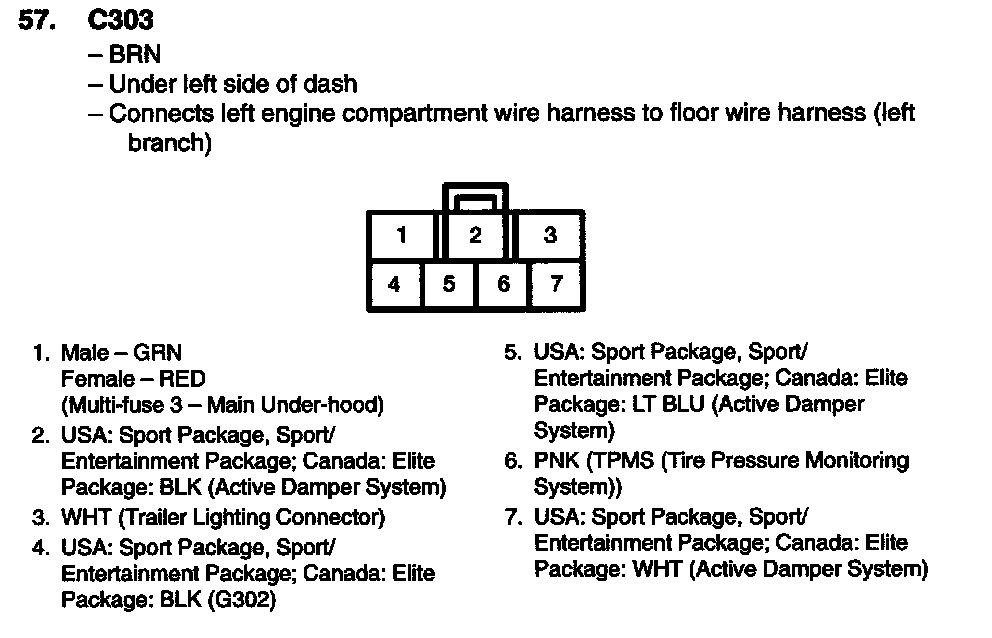 57. C303
– BRN
– Under left side of dash
– Connects left engine compartment wire harness to floor wire harness (left
branch)
1 2 3
4 5 6 7
1. Male – GRN
Female – RED
(Multi-fuse 3 – Main Under-hood)
2. USA: Sport Package, Sport/
Entertainment Package; Canada: Elite
Package: BLK (Active Damper System)
3. WHT (Trailer Lighting Connector)
4. USA: Sport Package, Sport/
Entertainment Package; Canada: Elite
Package: BLK (G302)
5. USA: Sport Package, Sport/
Entertainment Package; Canada: Elite
Package: LT BLU (Active Damper
System)
6. PNK (TPMS (Tire Pressure Monitoring
System))
7. USA: Sport Package, Sport/
Entertainment Package; Canada: Elite
Package: WHT (Active Damper System)